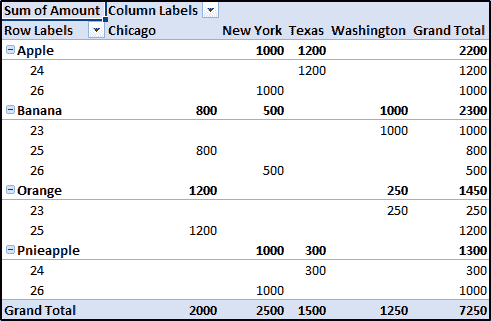 Sum of Amount Column Labels
Row Labels Chicago New York Texas Washington Grand Total
Apple 1000 1200 2200
24 1200 1200
26 1000 1000
Banana 800 500 1000 2300
23 1000 1000
25 800 800
26 500 500
Orange 1200 250 1450
23 250 250
25 1200 1200
Pnieapple 1000 300 1300
24 300 300
26 1000 1000
Grand Total 2000 2500 1500 1250 7250